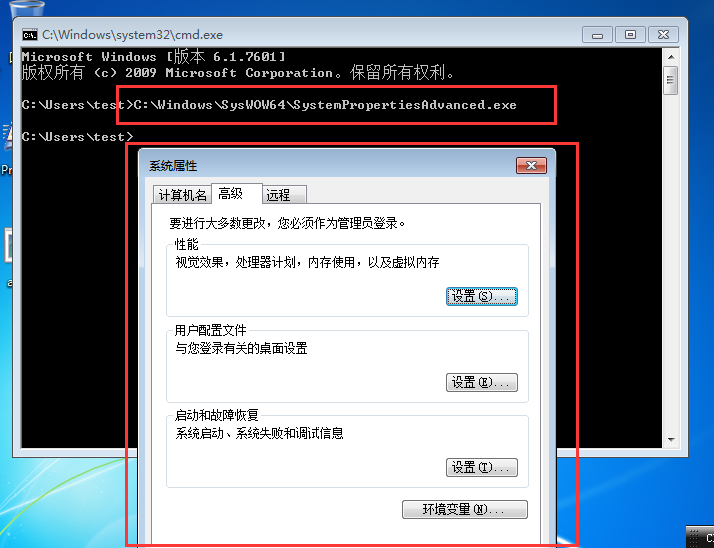 C:\Windows\system32\cmd.exe
Microsoft Windows [版本 6.1.7601]
版权所有 (c) 2009 Microsoft Corporation。保留所有权利。
C:\Users\test>C:\Windows\SysWOW64\SystemPropertiesAdvanced.exe
C:\Users\test>
系统属性
计算机名 高级 远程
要进行大多数更改，您必须作为管理员登录。
性能
视觉效果，处理器计划，内存使用，以及虚拟内存
设置(S)...
用户配置文件
与您登录有关的桌面设置
设置(E)...
启动和故障恢复
系统启动、系统失败和调试信息
设置(T)...
环境变量(N)...